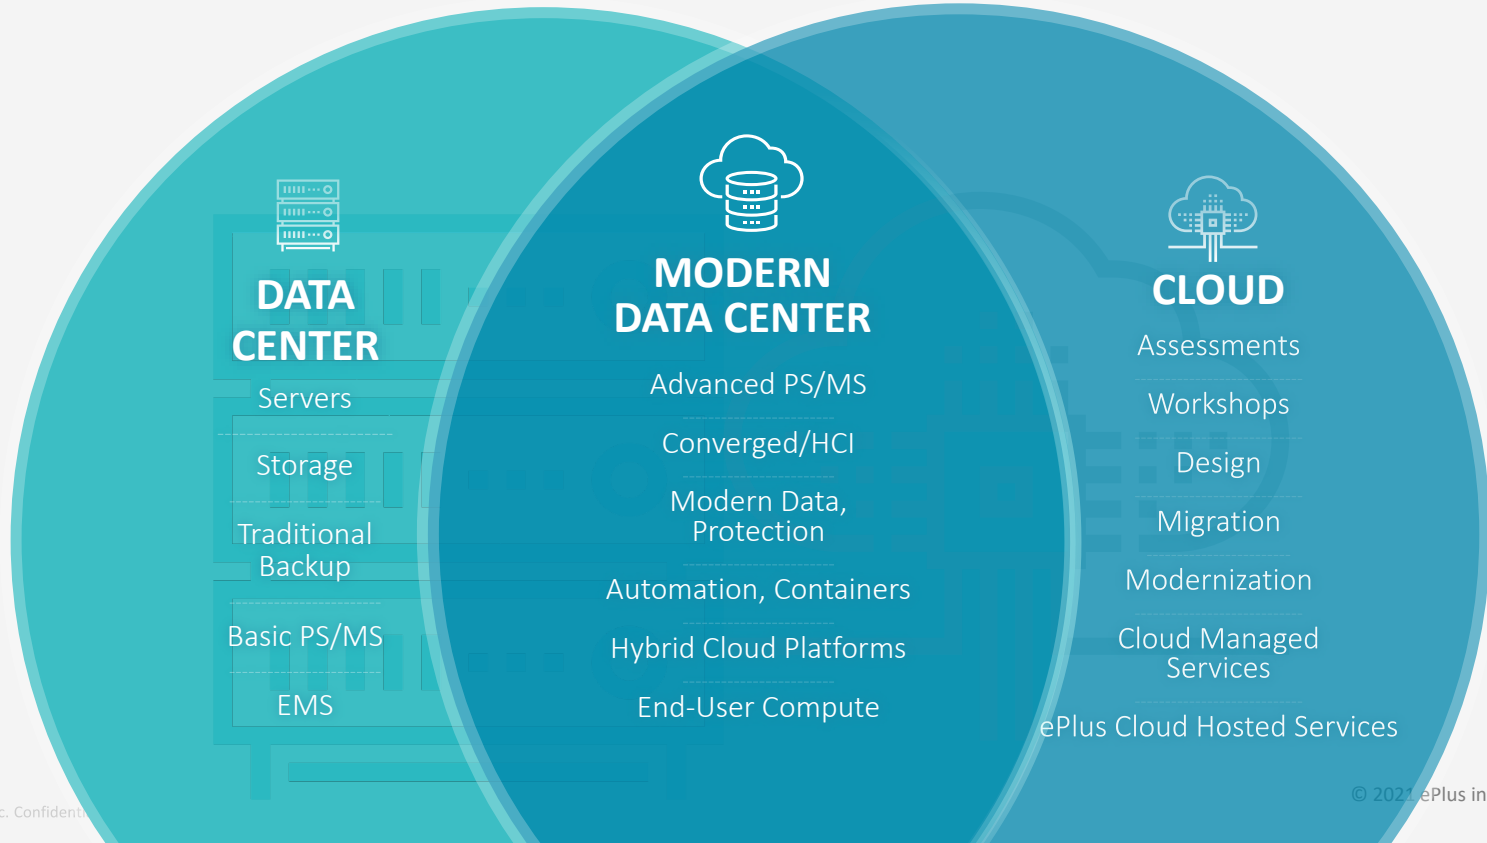 DATA
CENTER
Servers
Storage
Traditional
Backup
Basic PS/MS
EMS
MODERN
DATA CENTER
Advanced PS/MS
Converged/HCI
Modern Data,
Protection
Automation, Containers
Hybrid Cloud Platforms
End-User Compute
CLOUD
Assessments
Workshops
Design
Migration
Modernization
Cloud Managed
Services
ePlus Cloud Hosted Services
© 2021 ePlus in
c. Confidenti